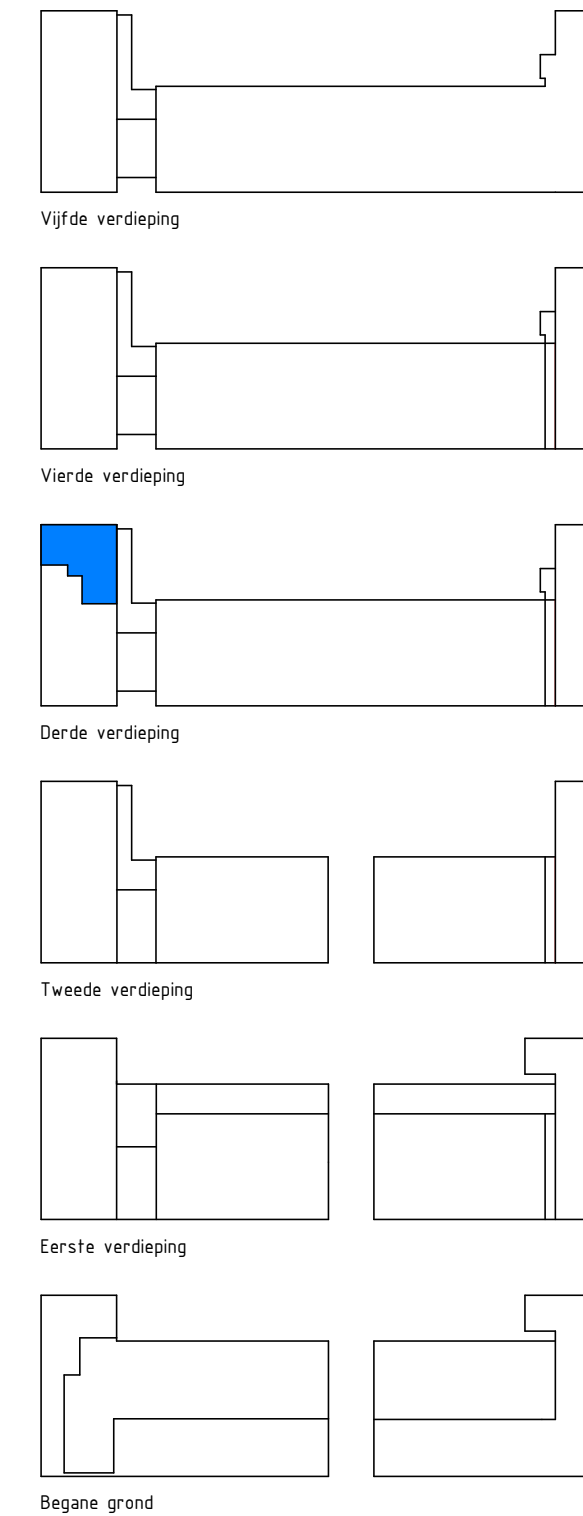 Vijfde verdieping
Vierde verdieping
Derde verdieping
Tweede verdieping
Eerste verdieping
Begane grond